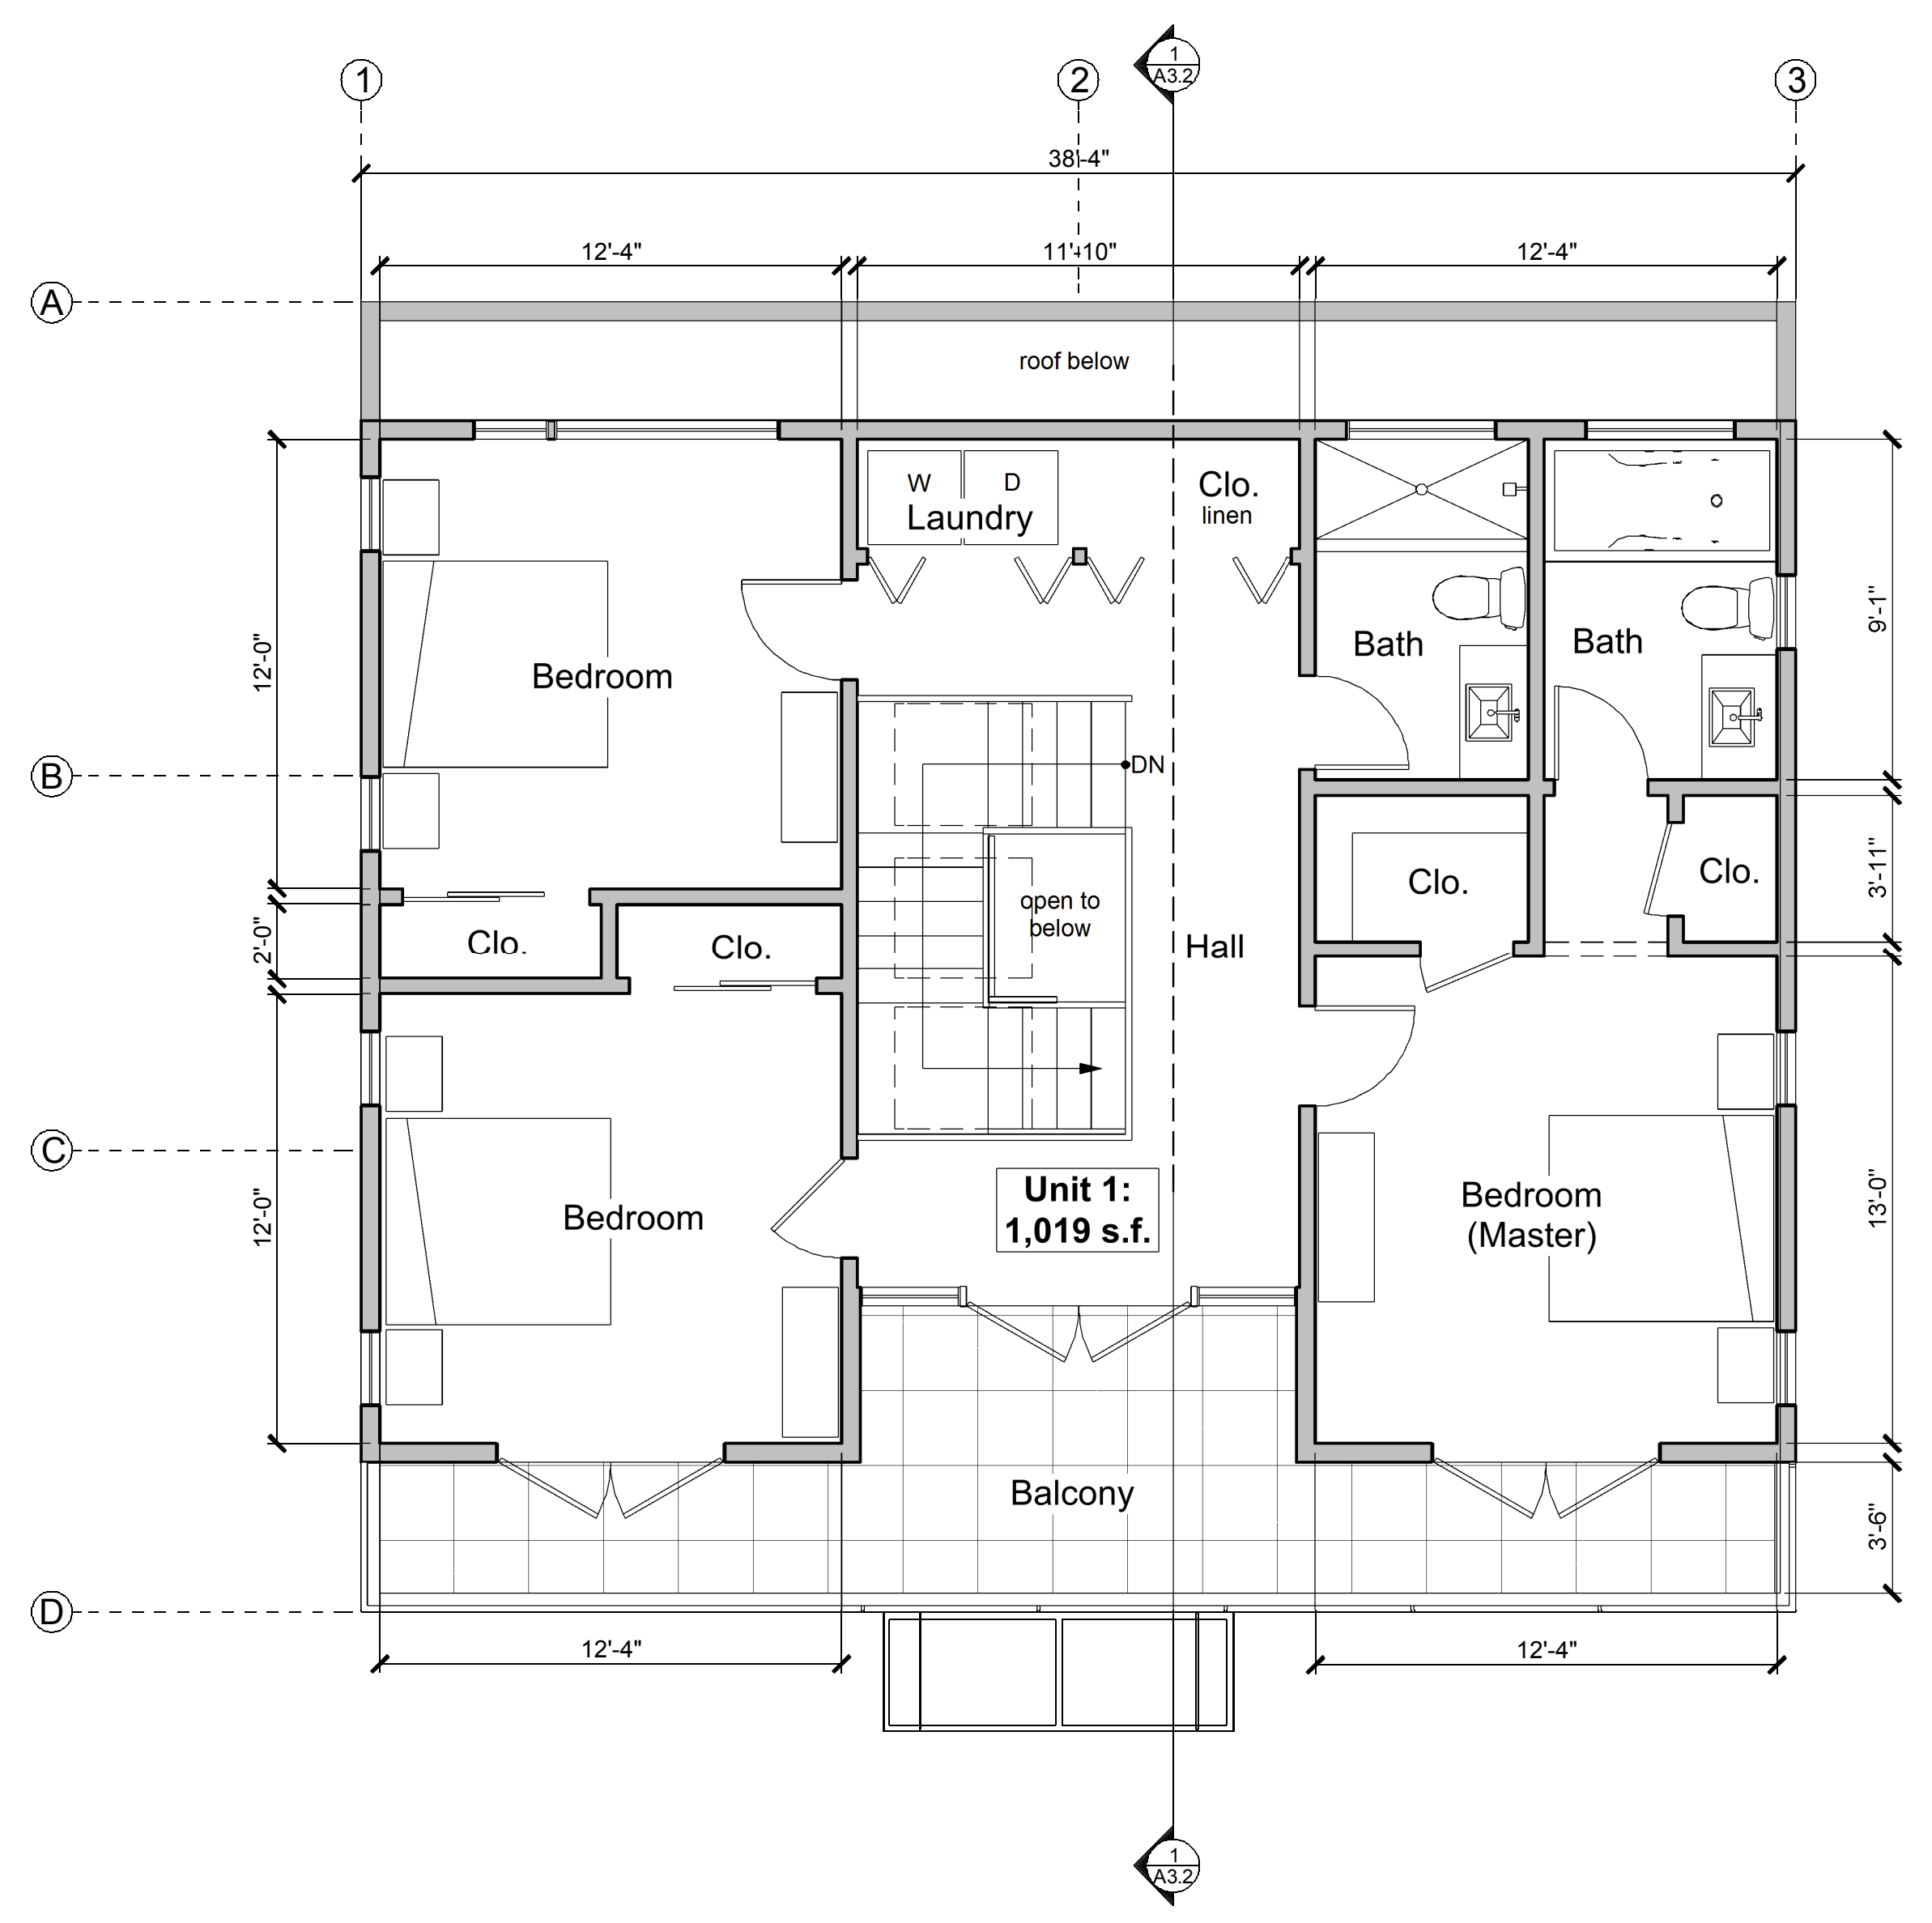 1
A3.2
1
2
3
38'-4"
12'-4"
11'-10"
12'-4"
A
roof below
W
D
Laundry
Clo.
linen
9'-1"
12'-0"
Bedroom
Bath
Bath
B
DN
3'-11"
Clo.
Clo.
open to
below
2'-0"
Clo.
Clo.
Hall
C
12'-0"
Bedroom
Unit 1:
1,019 s.f.
Bedroom
(Master)
13'-0"
Balcony
3'-6"
D
12'-4"
12'-4"
1
A3.2